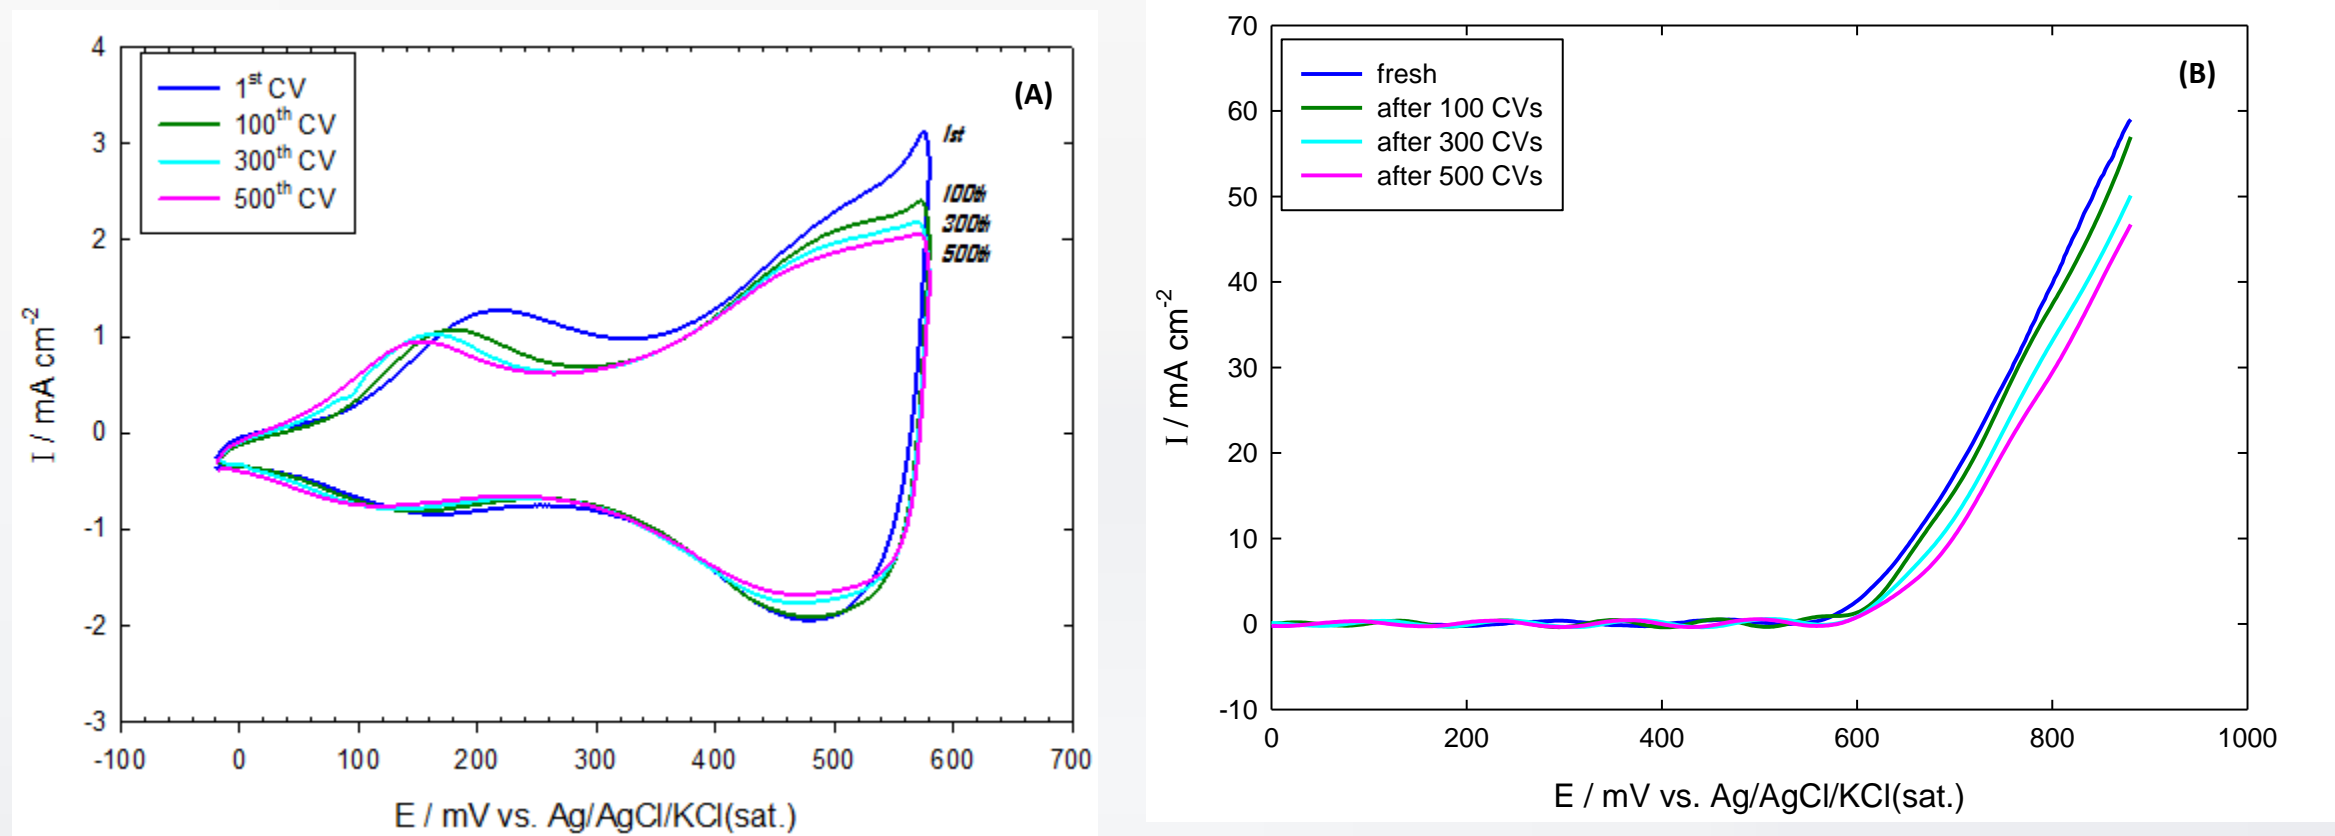 4
3
2
1
0
-1
-2
-3
-100 0 100 200 300 400 500 600 700
I / mA cm⁻²
E / mV vs. Ag/AgCl/KCl(sat.)
1ˢᵗ CV
100ᵗʰ CV
300ᵗʰ CV
500ᵗʰ CV
(A)
1st
100th
300th
500th
70
60
50
40
30
20
10
0
-10
0 200 400 600 800 1000
I / mA cm⁻²
E / mV vs. Ag/AgCl/KCl(sat.)
fresh
after 100 CVs
after 300 CVs
after 500 CVs
(B)